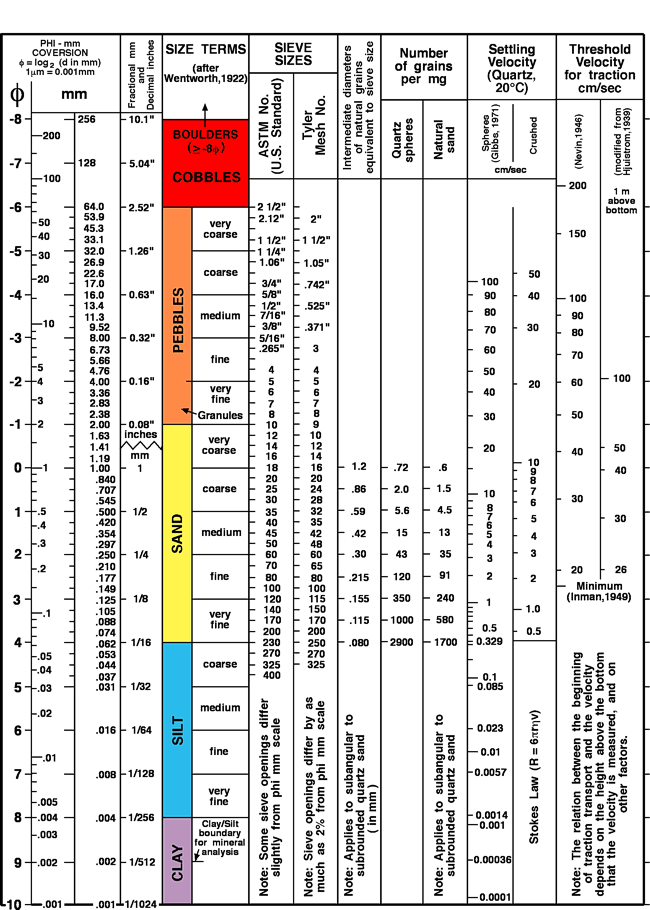 PHI - mm
COVERSION
ϕ = log₂ (d in mm)
1μm = 0.001mm
ϕ
mm
Fractional mm
and
Decimal inches
SIZE TERMS
(after
Wentworth,1922)
SIEVE
SIZES
ASTM No.
(U.S. Standard)
Tyler
Mesh No.
Intermediate diameters
of natural grains
equivalent to sieve size
Number
of grains
per mg
Quartz
spheres
Natural
sand
Settling
Velocity
(Quartz,
20°C)
Spheres
(Gibbs, 1971)
Crushed
cm/sec
Threshold
Velocity
for traction
cm/sec
(Nevin,1946)
(modified from
Hjuistrom,1939)
1 m
above
bottom
-8
-7
-6
-5
-4
-3
-2
-1
0
1
2
3
4
5
6
7
8
9
10
200
100
50
40
30
20
10
5
4
3
2
1
.5
.4
.3
.2
.1
.05
.04
.03
.02
.01
.005
.004
.003
.002
.001
256
128
64.0
53.9
45.3
33.1
32.0
26.9
22.6
17.0
16.0
13.4
11.3
9.52
8.00
6.73
5.66
4.76
4.00
3.36
2.83
2.38
2.00
1.63
1.41
1.19
1.00
.840
.707
.545
.500
.420
.354
.297
.250
.210
.177
.149
.125
.105
.088
.074
.062
.053
.044
.037
.031
.016
.008
.004
.002
.001
10.1"
5.04"
2.52"
1.26"
0.63"
0.32"
0.16"
0.08"
inches
mm
1
1/2
1/4
1/8
1/16
1/32
1/64
1/128
1/256
1/512
1/1024
BOULDERS
(≥ -8φ)
COBBLES
PEBBLES
very
coarse
coarse
medium
fine
very
fine
Granules
SAND
very
coarse
coarse
medium
fine
very
fine
SILT
coarse
medium
fine
very
fine
CLAY
Clay/Silt
boundary
for mineral
analysis
2 1/2"
2.12"
1 1/2"
1 1/4"
1.06"
3/4"
5/8"
1/2"
7/16"
3/8"
5/16"
.265"
4
5
6
7
8
10
12
14
16
18
20
25
30
35
40
45
50
60
70
80
100
120
140
170
200
230
270
325
400
Note: Some sieve openings differ
slightly from phi mm scale
2"
1 1/2"
1.05"
.742"
.525"
.371"
3
4
5
6
7
8
9
10
12
14
16
20
24
28
32
35
42
48
60
65
80
100
115
150
170
200
250
270
325
Note: Sieve openings differ by as
much as 2% from phi mm scale
1.2
.86
.59
.42
.30
.215
.155
.115
.080
Note: Applies to subangular to
subrounded quartz sand
(in mm)
.72
2.0
5.6
15
43
120
350
1000
2900
.6
1.5
4.5
13
35
91
240
580
1700
Note: Applies to subangular to
subrounded quartz sand
100
90
80
70
60
50
40
30
20
10
8
7
6
5
4
3
2
1
0.5
0.329
0.1
0.085
0.023
0.01
0.0057
0.0014
0.001
0.00036
0.0001
50
40
30
20
10
9
8
7
6
5
4
3
2
1.0
0.5
Stokes Law (R = 6πrηv)
200
150
100
90
80
70
60
50
40
30
20
100
50
40
30
26
Minimum
(Inman,1949)
Note: The relation between the beginning
of traction transport and the velocity
depends on the height above the bottom
that the velocity is measured, and on
other factors.